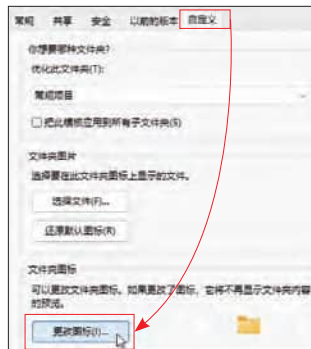 常规 共享 安全 以前的版本 自定义
你想要哪种文件夹?
优化此文件夹(T):
常规项目
把此模板应用到所有子文件夹(S)
文件夹图片
选择要在此文件夹图标上显示的文件。
选择文件(F)...
还原默认图标(R)
文件夹图标
可以更改文件夹图标。如果更改了图标，它将不再显示文件夹内容
的预览。
更改图标(I)...